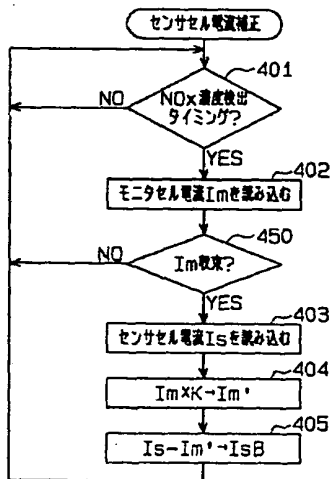 センサセル電流補正
401
NOx濃度検出
タイミング?
NO
YES
402
モニタセル電流Imを読み込む
450
Im収束?
NO
YES
403
センサセル電流Isを読み込む
404
Im×K→Im'
405
Is-Im'→IsB